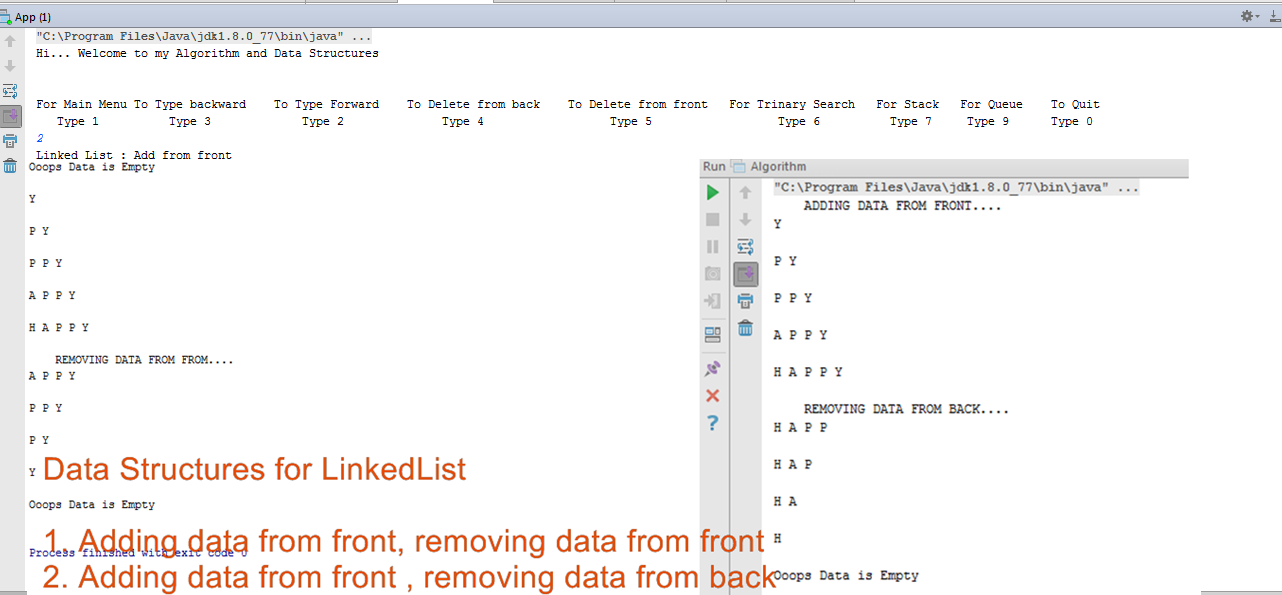 App (1)
"C:\Program Files\Java\jdk1.8.0_77\bin\java" ...
Hi... Welcome to my Algorithm and Data Structures
For Main Menu To Type backward To Type Forward To Delete from back To Delete from front For Trinary Search For Stack For Queue To Quit
Type 1 Type 3 Type 2 Type 4 Type 5 Type 6 Type 7 Type 9 Type 0
2
Linked List : Add from front
Ooops Data is Empty
Y
P Y
P P Y
A P P Y
H A P P Y
REMOVING DATA FROM FROM....
A P P Y
P P Y
P Y
Y
Ooops Data is Empty
Process finished with exit code 0
Run Algorithm
"C:\Program Files\Java\jdk1.8.0_77\bin\java" ...
ADDING DATA FROM FRONT....
Y
P Y
P P Y
A P P Y
H A P P Y
REMOVING DATA FROM BACK....
H A P P
H A P
H A
H
Ooops Data is Empty
Data Structures for LinkedList
1. Adding data from front, removing data from front
2. Adding data from front , removing data from back